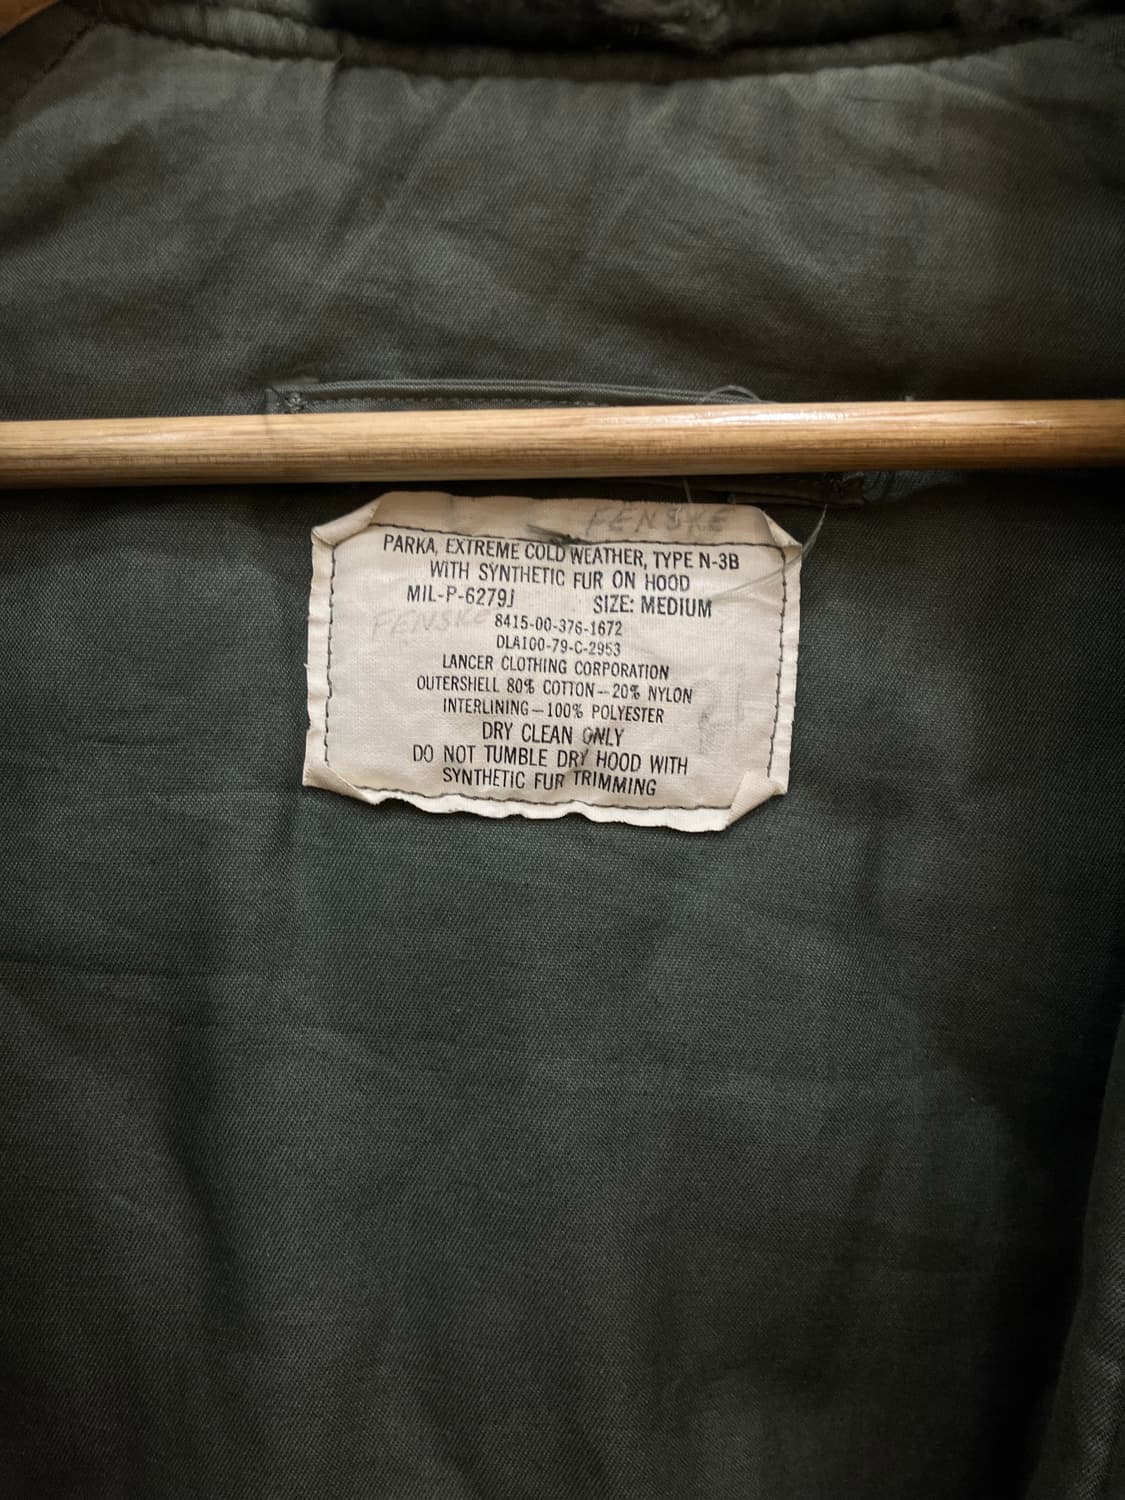 FENSKE
PARKA, EXTREME COLD WEATHER, TYPE N-3B
WITH SYNTHETIC FUR ON HOOD
MIL-P-6279J SIZE: MEDIUM
FENSKE
8415-00-376-1672
DLA100-79-C-2953
LANCER CLOTHING CORPORATION
OUTERSHELL 80% COTTON—20% NYLON
INTERLINING—100% POLYESTER
DRY CLEAN ONLY
DO NOT TUMBLE DRY HOOD WITH
SYNTHETIC FUR TRIMMING